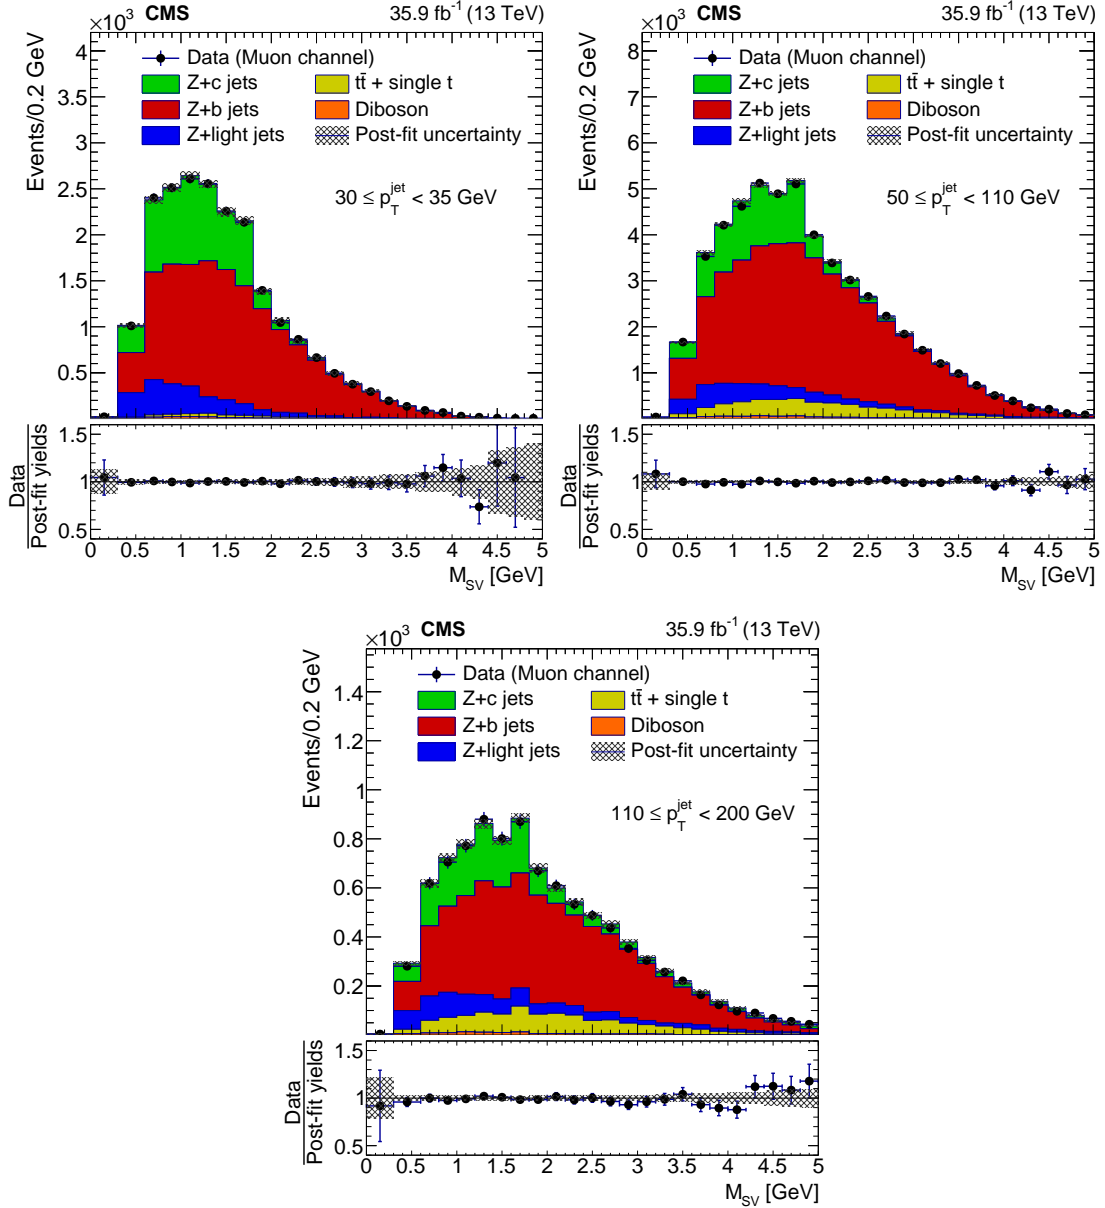 ×10³ CMS 35.9 fb⁻¹ (13 TeV)
Events/0.2 GeV
4
3.5
3
2.5
2
1.5
1
0.5
Data (Muon channel)
Z+c jets tt̄ + single t
Z+b jets Diboson
Z+light jets Post-fit uncertainty
30 ≤ p_T^jet < 35 GeV
Data
Post-fit yields
1.5
1
0.5
0 0.5 1 1.5 2 2.5 3 3.5 4 4.5 5
M_SV [GeV]
×10³ CMS 35.9 fb⁻¹ (13 TeV)
Events/0.2 GeV
8
7
6
5
4
3
2
1
Data (Muon channel)
Z+c jets tt̄ + single t
Z+b jets Diboson
Z+light jets Post-fit uncertainty
50 ≤ p_T^jet < 110 GeV
Data
Post-fit yields
1.5
1
0.5
0 0.5 1 1.5 2 2.5 3 3.5 4 4.5 5
M_SV [GeV]
×10³ CMS 35.9 fb⁻¹ (13 TeV)
Events/0.2 GeV
1.4
1.2
1
0.8
0.6
0.4
0.2
Data (Muon channel)
Z+c jets tt̄ + single t
Z+b jets Diboson
Z+light jets Post-fit uncertainty
110 ≤ p_T^jet < 200 GeV
Data
Post-fit yields
1.5
1
0.5
0 0.5 1 1.5 2 2.5 3 3.5 4 4.5 5
M_SV [GeV]